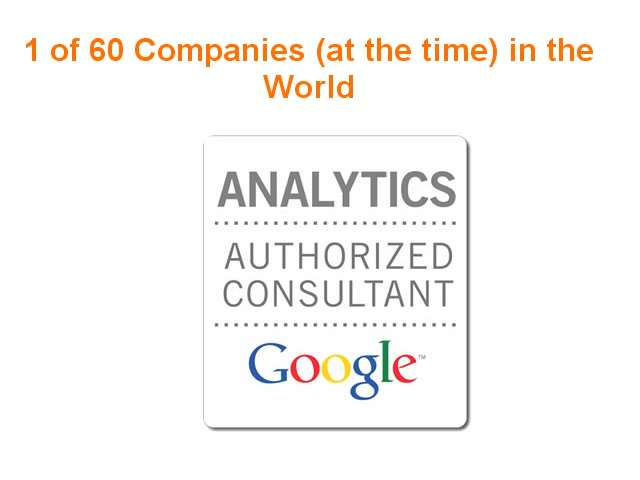 1 of 60 Companies (at the time) in the
World
ANALYTICS
AUTHORIZED
CONSULTANT
Google™